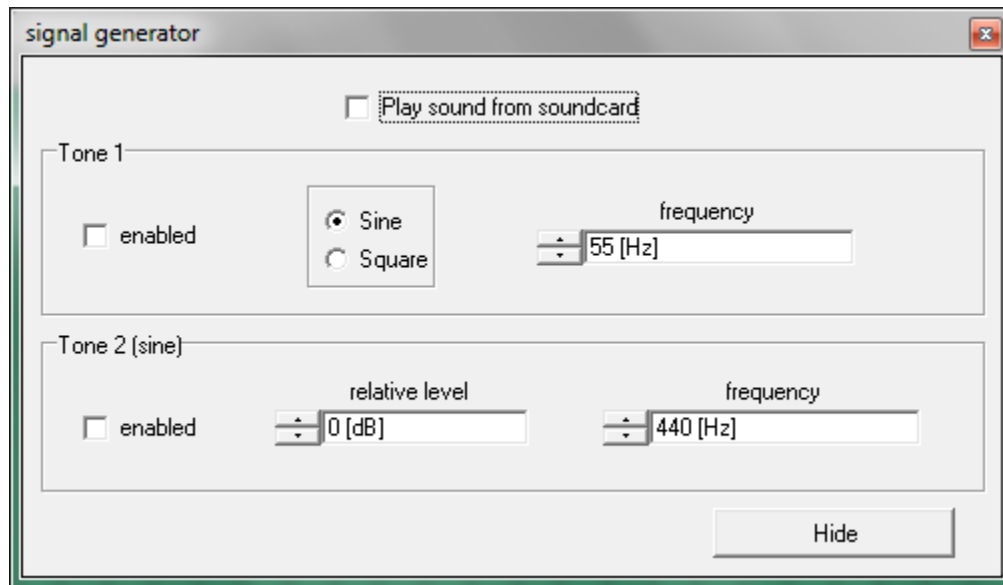 signal generator
Play sound from soundcard
Tone 1
enabled
Sine
Square
frequency
55 [Hz]
Tone 2 (sine)
enabled
relative level
0 [dB]
frequency
440 [Hz]
Hide